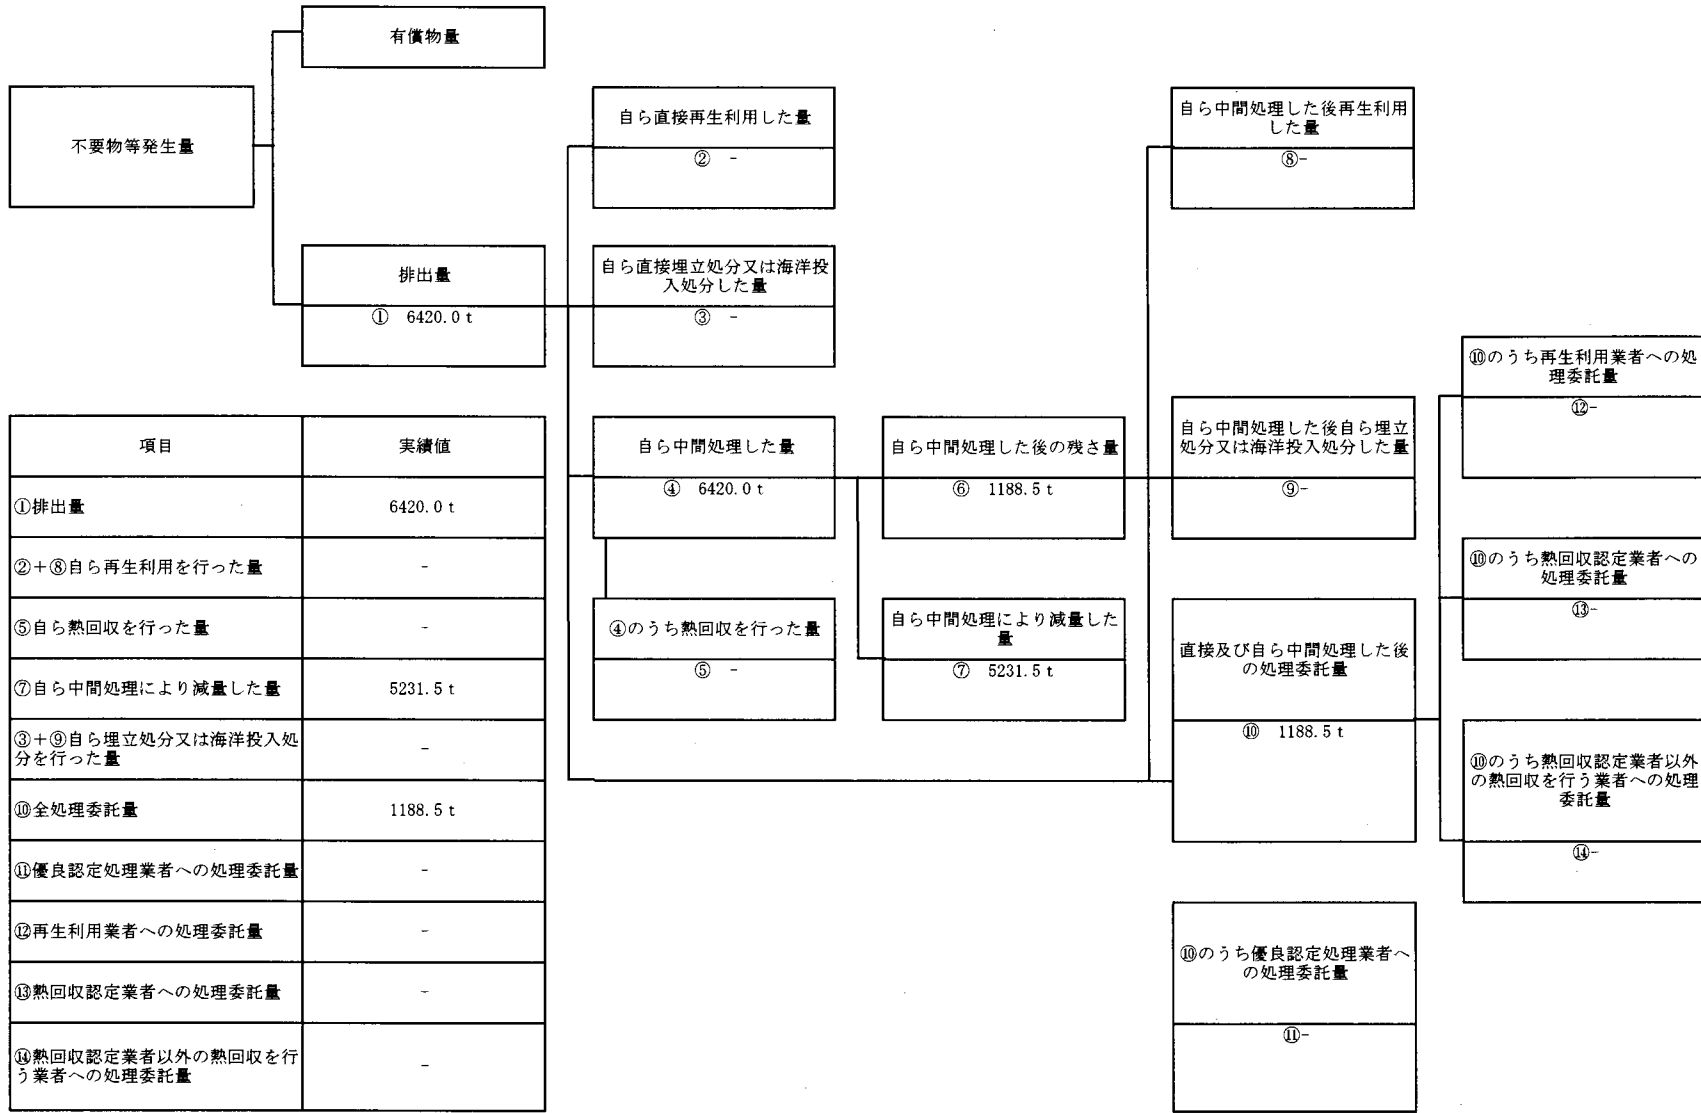 有償物量
不要物等発生量
排出量
① 6420.0 t
自ら直接再生利用した量
② -
自ら直接埋立処分又は海洋投
入処分した量
③ -
自ら中間処理した量
④ 6420.0 t
④のうち熱回収を行った量
⑤ -
自ら中間処理した後の残さ量
⑥ 1188.5 t
自ら中間処理により減量した
量
⑦ 5231.5 t
自ら中間処理した後再生利用
した量
⑧-
自ら中間処理した後自ら埋立
処分又は海洋投入処分した量
⑨-
直接及び自ら中間処理した後
の処理委託量
⑩ 1188.5 t
⑩のうち優良認定処理業者へ
の処理委託量
⑪-
⑩のうち再生利用業者への処
理委託量
⑫-
⑩のうち熱回収認定業者への
処理委託量
⑬-
⑩のうち熱回収認定業者以外
の熱回収を行う業者への処理
委託量
⑭-
項目 実績値
①排出量 6420.0 t
②+⑧自ら再生利用を行った量 -
⑤自ら熱回収を行った量 -
⑦自ら中間処理により減量した量 5231.5 t
③+⑨自ら埋立処分又は海洋投入処
分を行った量 -
⑩全処理委託量 1188.5 t
⑪優良認定処理業者への処理委託量 -
⑫再生利用業者への処理委託量 -
⑬熱回収認定業者への処理委託量 -
⑭熱回収認定業者以外の熱回収を行
う業者への処理委託量 -